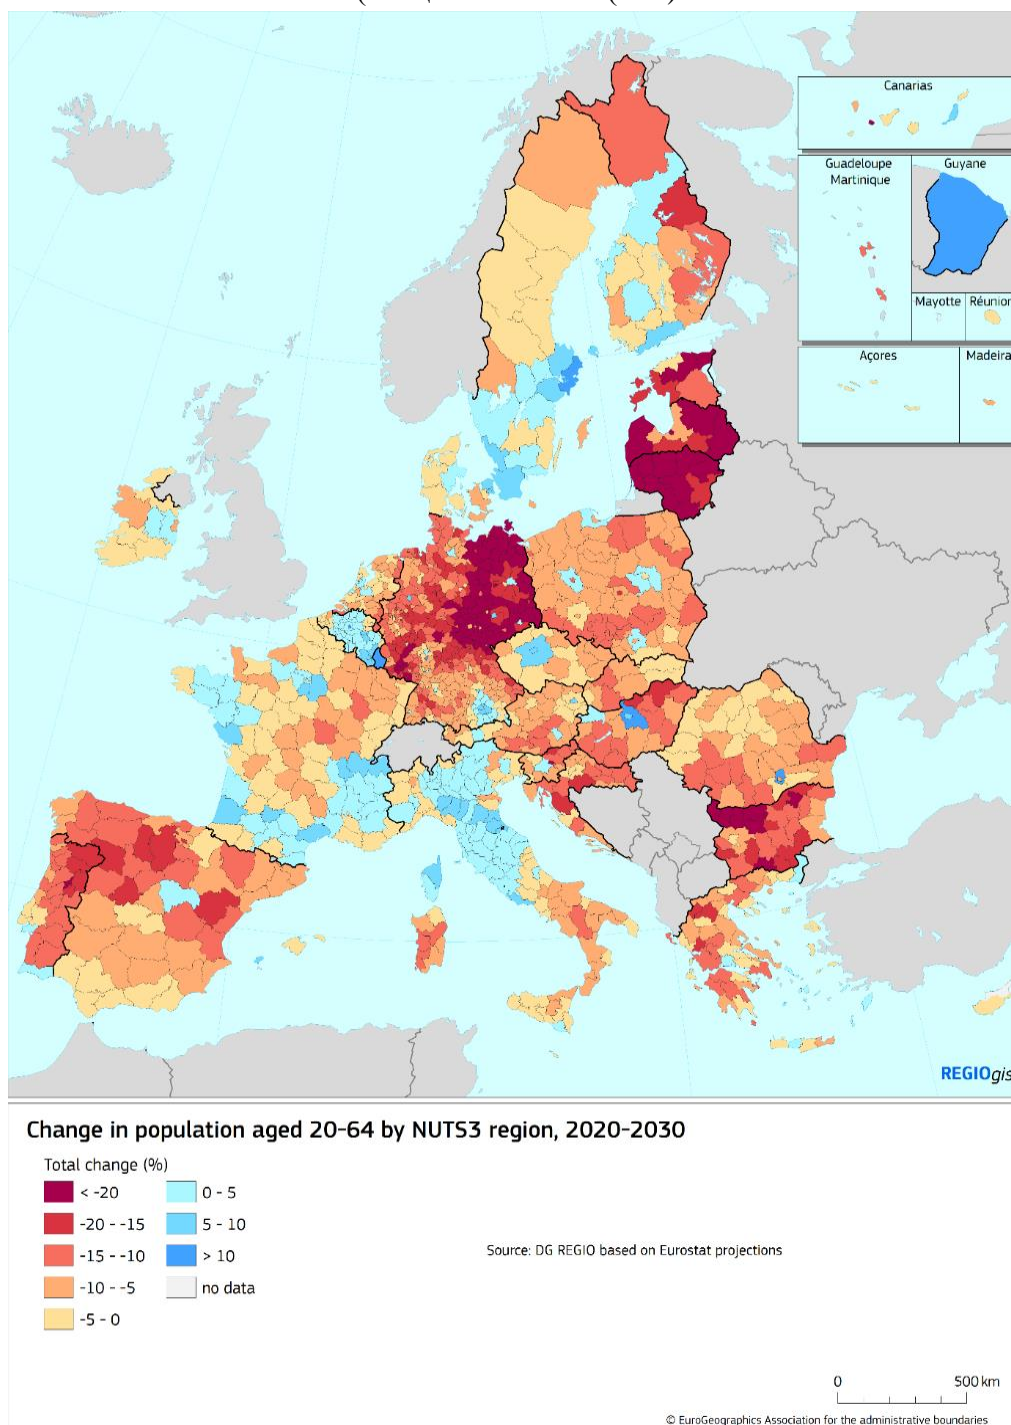 Canarias
Guadeloupe
Martinique
Guyane
Mayotte
Réunion
Açores
Madeira
REGIOgis
Change in population aged 20-64 by NUTS3 region, 2020-2030
Total change (%)
< -20
-20 - -15
-15 - -10
-10 - -5
-5 - 0
0 - 5
5 - 10
> 10
no data
Source: DG REGIO based on Eurostat projections
0 500 km
© EuroGeographics Association for the administrative boundaries